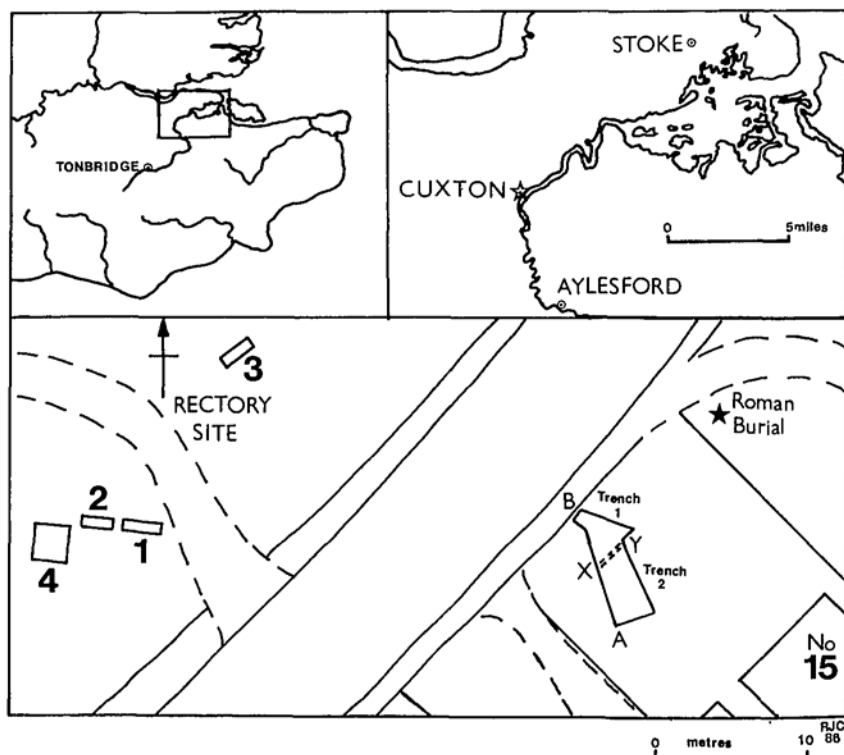 TONBRIDGE
STOKE
CUXTON
0 5miles
AYLESFORD
3
RECTORY
SITE
2
1
4
Roman
Burial
B
Trench
1
Y
X
Trench
2
A
No
15
RJC
86
0 metres 10